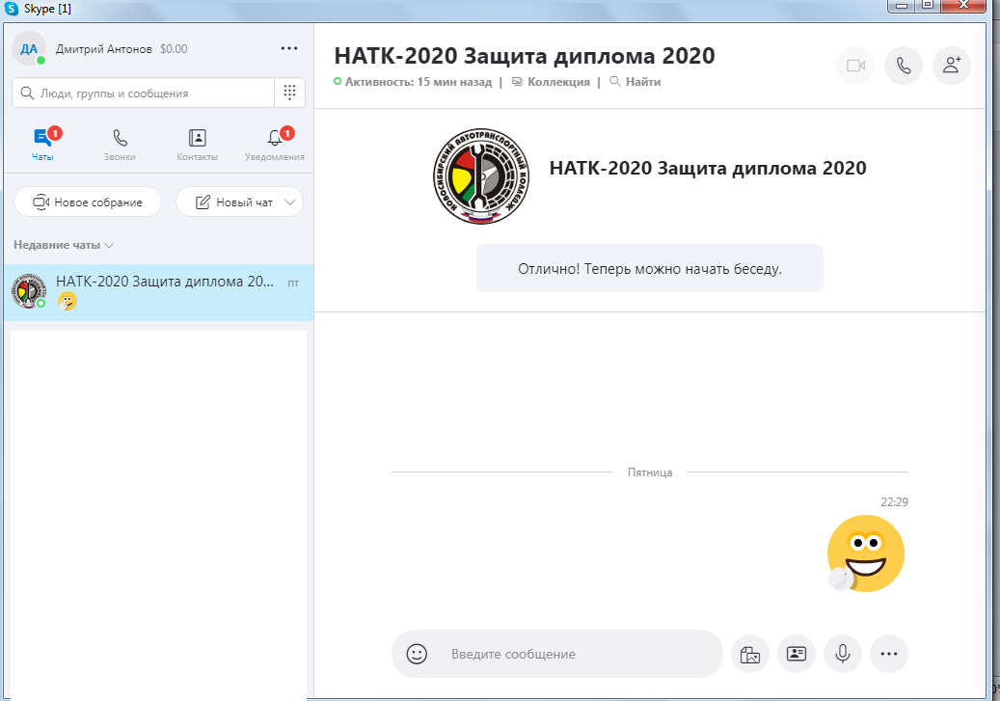 Skype [1]
ДА
Дмитрий Антонов $0.00
Люди, группы и сообщения
1
1
Чаты
Звонки
Контакты
Уведомления
Новое собрание
Новый чат
Недавние чаты
НАТК-2020 Защита диплома 20...
пт
НАТК-2020 Защита диплома 2020
Активность: 15 мин назад | Коллекция | Найти
НОВОСИБИРСКИЙ АВТОТРАНСПОРТНЫЙ КОЛЛЕДЖ
НАТК-2020 Защита диплома 2020
Отлично! Теперь можно начать беседу.
Пятница
22:29
Введите сообщение